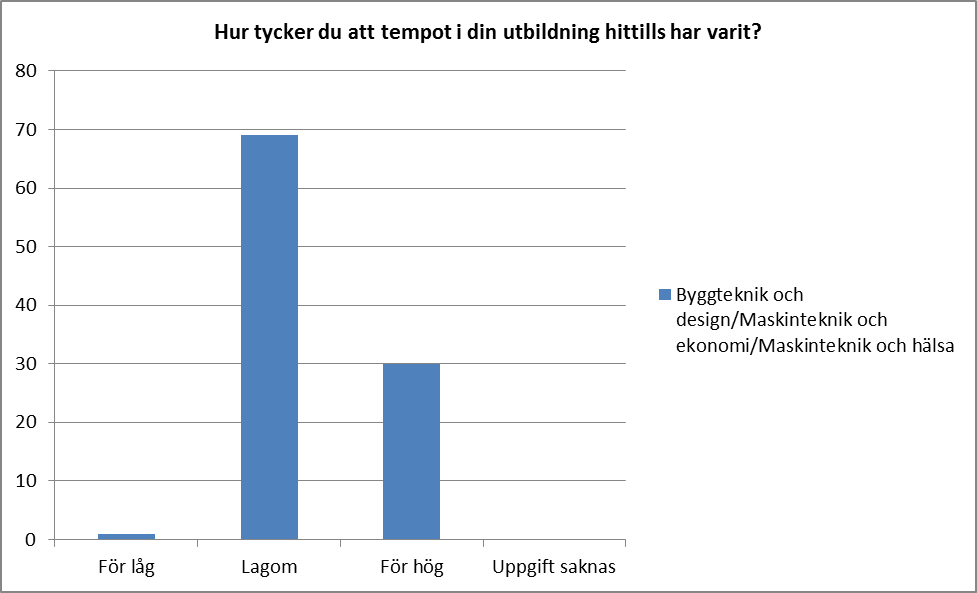 Hur tycker du att tempot i din utbildning hittills har varit?
80
70
60
50
40
30
20
10
0
För låg
Lagom
För hög
Uppgift saknas
Byggteknik och
design/Maskinteknik och
ekonomi/Maskinteknik och hälsa